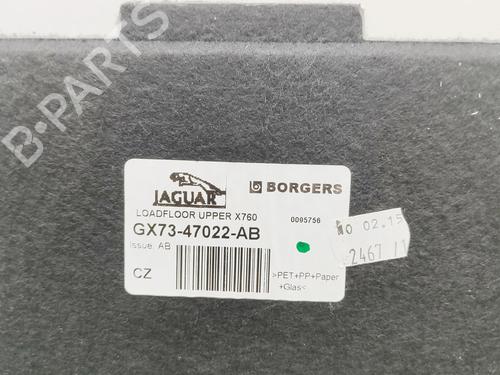 B-PARTS
JAGUAR
BORGERS
LOADFLOOR UPPER X760
0095756
GX73-47022-AB
Issue: AB
CZ
>PET+PP+Paper
+Glas<
02.15
2467